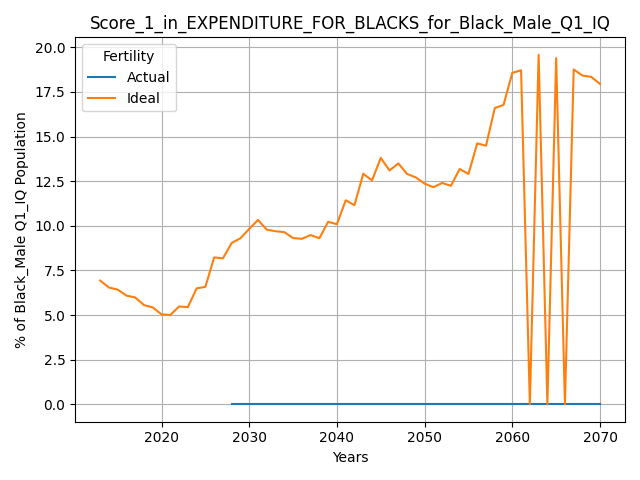 Score_1_in_EXPENDITURE_FOR_BLACKS_for_Black_Male_Q1_IQ
Fertility
Actual
Ideal
% of Black_Male Q1_IQ Population
20.0
17.5
15.0
12.5
10.0
7.5
5.0
2.5
0.0
2020 2030 2040 2050 2060 2070
Years